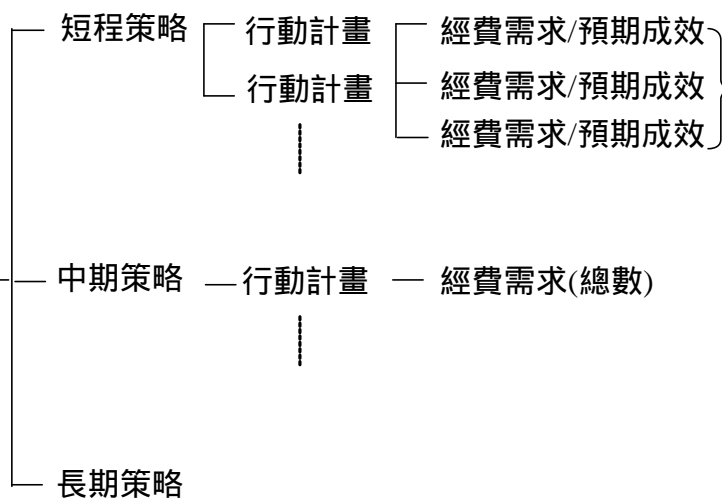 短程策略 行動計畫 經費需求/預期成效
行動計畫 經費需求/預期成效
經費需求/預期成效
中期策略 行動計畫 經費需求(總數)
長期策略